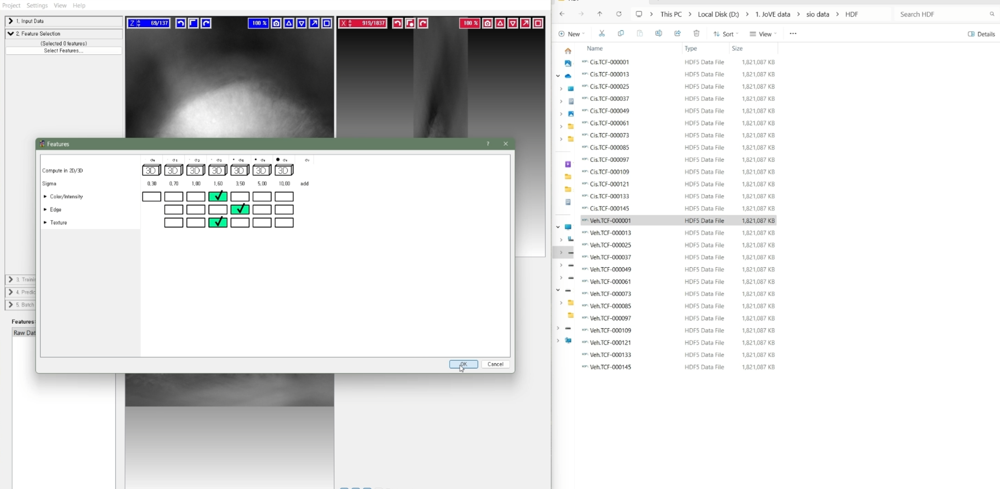 Project Settings View Help
1. Input Data
2. Feature Selection
(Selected 0 features)
Select Features...
Z 69/137 100 %
X 919/1837 100 %
3. Traini
4. Predic
5. Batch
Features:
Raw Dat
Features ? ×
σ0 σ1 σ2 σ3 σ4 σ5 σ6 σ7
Compute in 2D/3D 3D 3D 3D 3D 3D 3D 3D
Sigma 0.30 0.70 1.00 1.60 3.50 5.00 10.00 add
Color/Intensity
Edge
Texture
OK Cancel
This PC > Local Disk (D:) > 1. JoVE data > sio data > HDF
Search HDF
New Sort View ... Details
Name Type Size
Cis.TCF-000001 HDF5 Data File 1,821,087 KB
Cis.TCF-000013 HDF5 Data File 1,821,087 KB
Cis.TCF-000025 HDF5 Data File 1,821,087 KB
Cis.TCF-000037 HDF5 Data File 1,821,087 KB
Cis.TCF-000049 HDF5 Data File 1,821,087 KB
Cis.TCF-000061 HDF5 Data File 1,821,087 KB
Cis.TCF-000073 HDF5 Data File 1,821,087 KB
Cis.TCF-000085 HDF5 Data File 1,821,087 KB
Cis.TCF-000097 HDF5 Data File 1,821,087 KB
Cis.TCF-000109 HDF5 Data File 1,821,087 KB
Cis.TCF-000121 HDF5 Data File 1,821,087 KB
Cis.TCF-000133 HDF5 Data File 1,821,087 KB
Cis.TCF-000145 HDF5 Data File 1,821,087 KB
Veh.TCF-000001 HDF5 Data File 1,821,087 KB
Veh.TCF-000013 HDF5 Data File 1,821,087 KB
Veh.TCF-000025 HDF5 Data File 1,821,087 KB
Veh.TCF-000037 HDF5 Data File 1,821,087 KB
Veh.TCF-000049 HDF5 Data File 1,821,087 KB
Veh.TCF-000061 HDF5 Data File 1,821,087 KB
Veh.TCF-000073 HDF5 Data File 1,821,087 KB
Veh.TCF-000085 HDF5 Data File 1,821,087 KB
Veh.TCF-000097 HDF5 Data File 1,821,087 KB
Veh.TCF-000109 HDF5 Data File 1,821,087 KB
Veh.TCF-000121 HDF5 Data File 1,821,087 KB
Veh.TCF-000133 HDF5 Data File 1,821,087 KB
Veh.TCF-000145 HDF5 Data File 1,821,087 KB